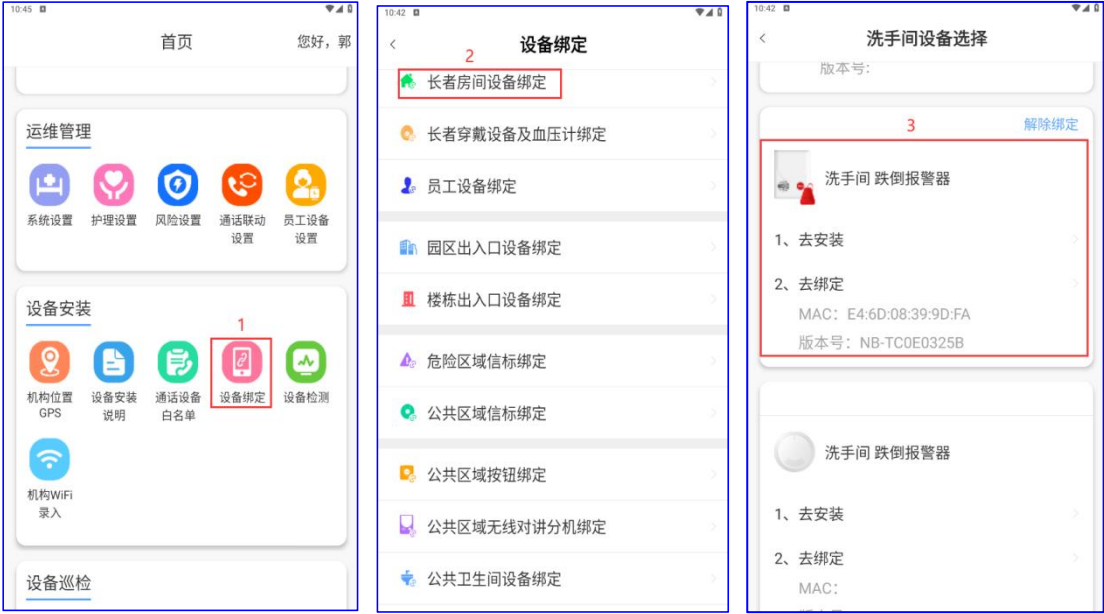 10:45
首页
您好，郭
运维管理
系统设置
护理设置
风险设置
通话联动
设置
员工设备
设置
设备安装
1
机构位置
GPS
设备安装
说明
通话设备
白名单
设备绑定
设备检测
机构WiFi
录入
设备巡检
10:42
设备绑定
2
长者房间设备绑定
长者穿戴设备及血压计绑定
员工设备绑定
园区出入口设备绑定
楼栋出入口设备绑定
危险区域信标绑定
公共区域信标绑定
公共区域按钮绑定
公共区域无线对讲分机绑定
公共卫生间设备绑定
10:42
洗手间设备选择
版本号:
3
解除绑定
洗手间 跌倒报警器
1、去安装
2、去绑定
MAC: E4:6D:08:39:9D:FA
版本号: NB-TC0E0325B
洗手间 跌倒报警器
1、去安装
2、去绑定
MAC: